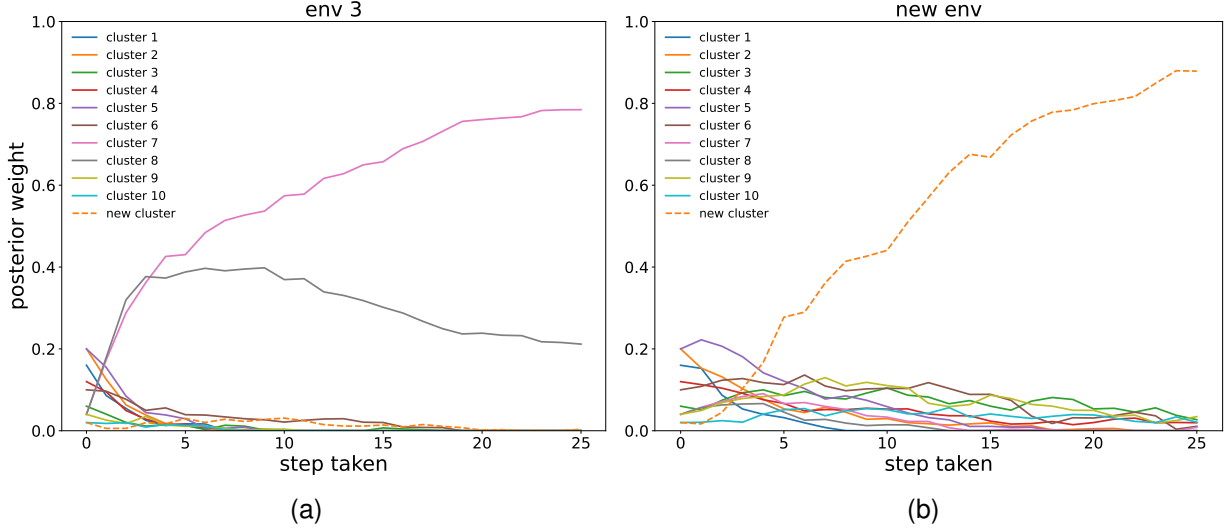 env 3
1.0
0.8
0.6
0.4
0.2
0.0
posterior weight
cluster 1
cluster 2
cluster 3
cluster 4
cluster 5
cluster 6
cluster 7
cluster 8
cluster 9
cluster 10
new cluster
0 5 10 15 20 25
step taken
(a)
new env
1.0
0.8
0.6
0.4
0.2
0.0
cluster 1
cluster 2
cluster 3
cluster 4
cluster 5
cluster 6
cluster 7
cluster 8
cluster 9
cluster 10
new cluster
0 5 10 15 20 25
step taken
(b)